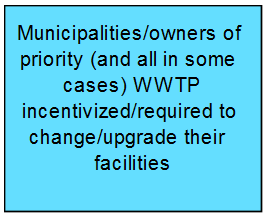 Municipalities/owners of
priority (and all in some
cases) WWTP
incentivized/required to
change/upgrade their
facilities